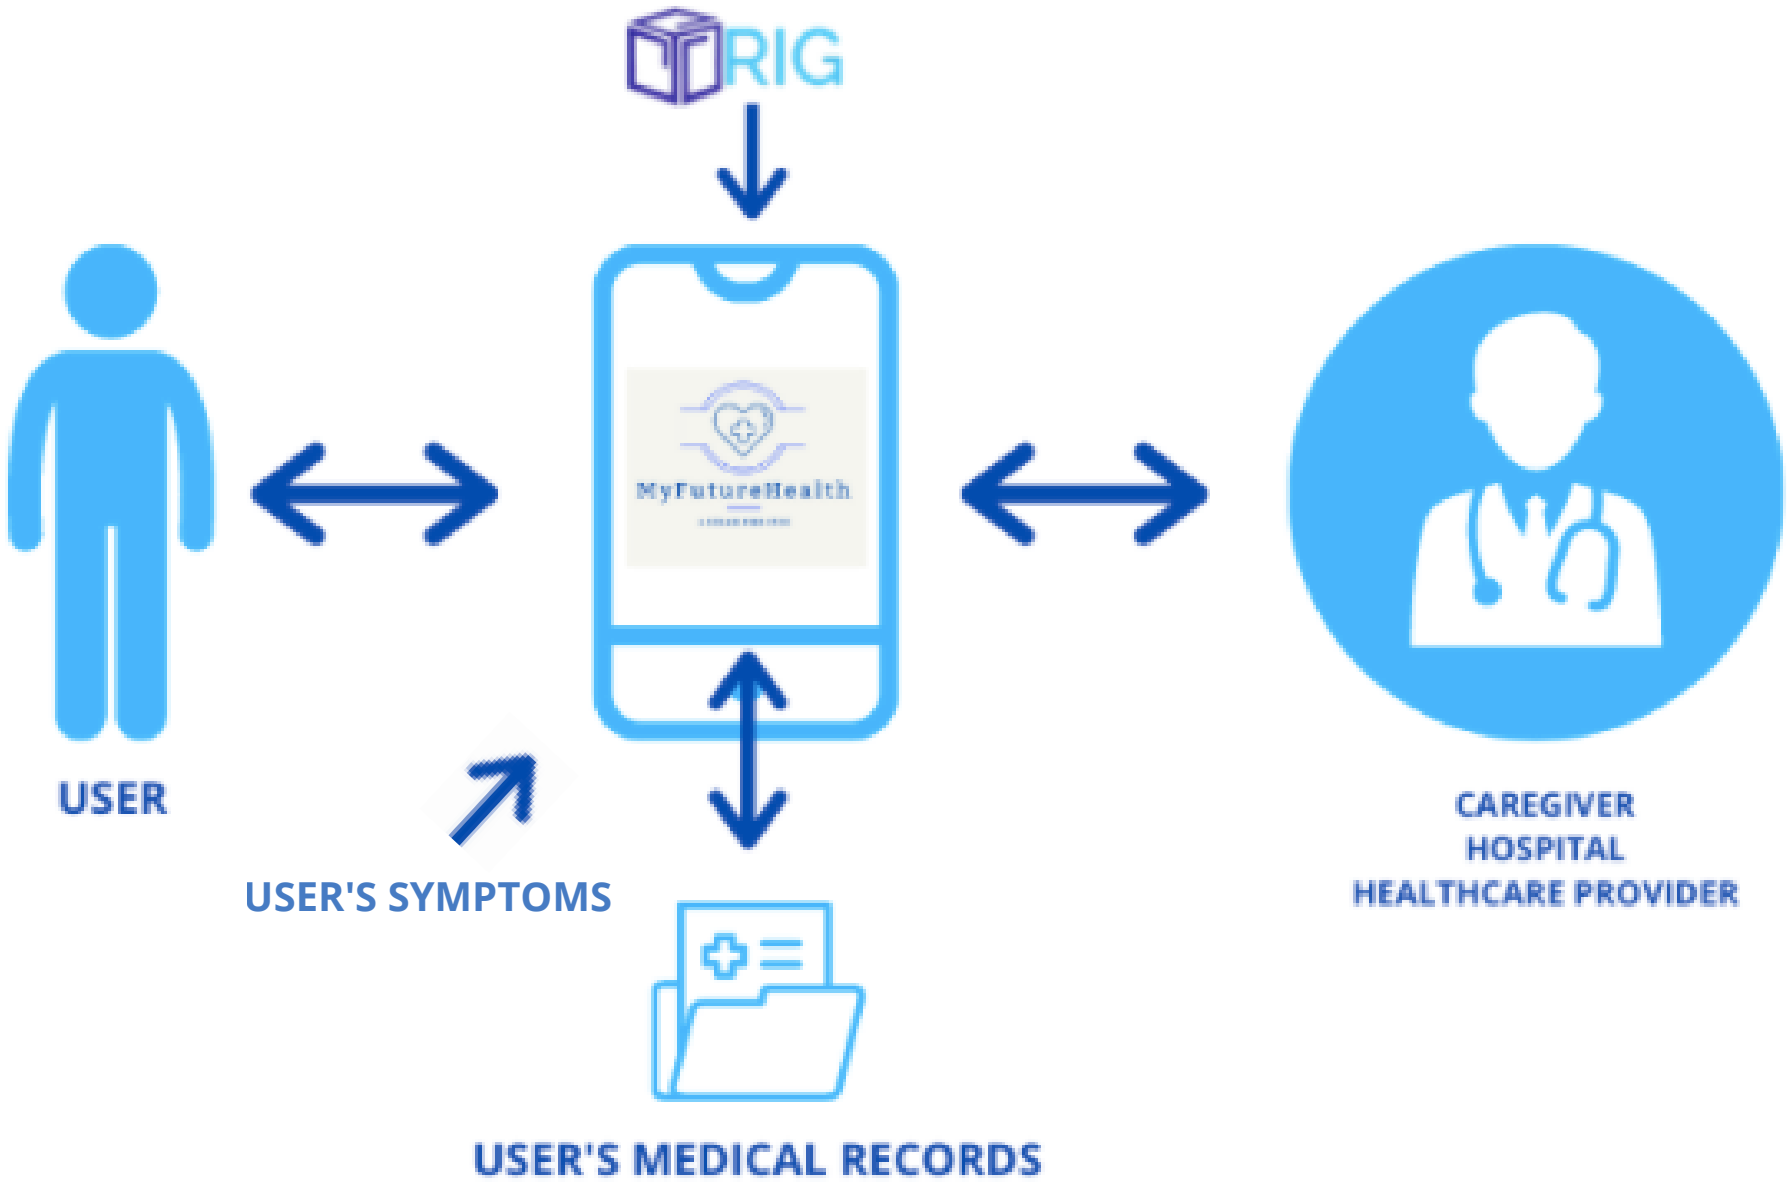 RIG
MyFutureHealth
USER
USER'S SYMPTOMS
CAREGIVER
HOSPITAL
HEALTHCARE PROVIDER
USER'S MEDICAL RECORDS